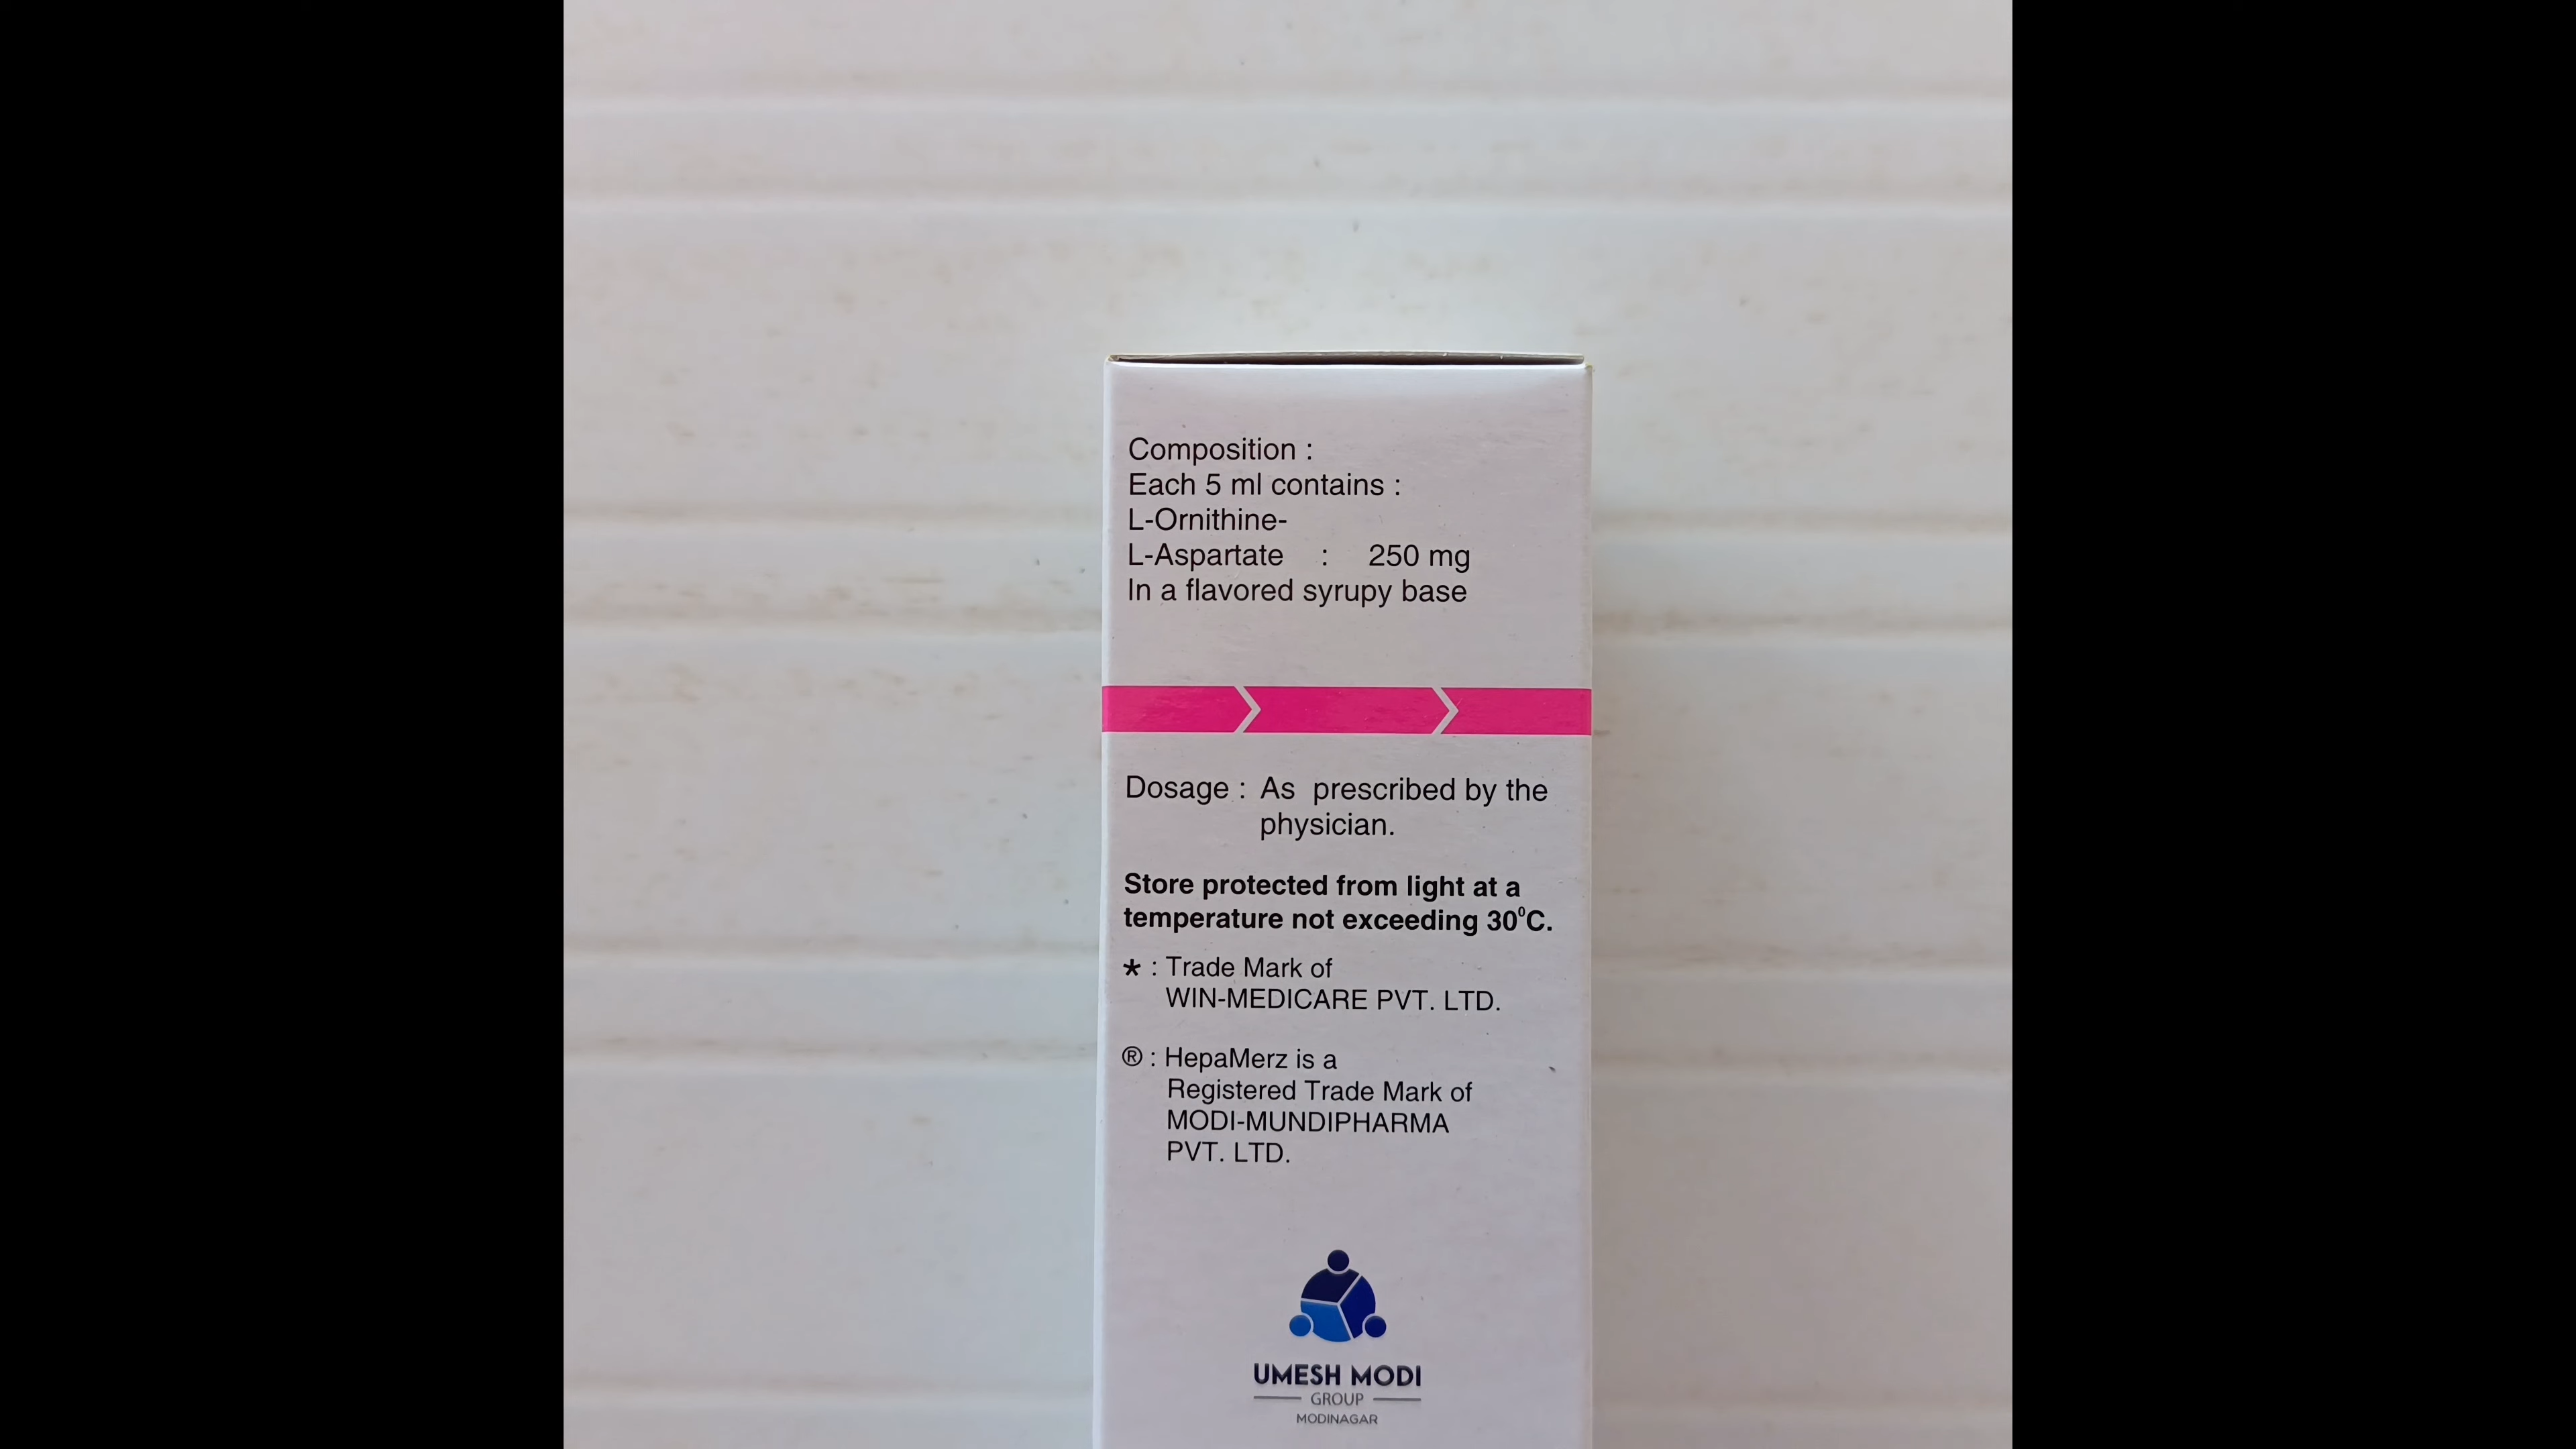 Composition :
Each 5 ml contains :
L-Ornithine-
L-Aspartate : 250 mg
In a flavored syrupy base
Dosage : As prescribed by the
physician.
Store protected from light at a
temperature not exceeding 30⁰C.
* : Trade Mark of
WIN-MEDICARE PVT. LTD.
® : HepaMerz is a
Registered Trade Mark of
MODI-MUNDIPHARMA
PVT. LTD.
UMESH MODI
GROUP
MODINAGAR